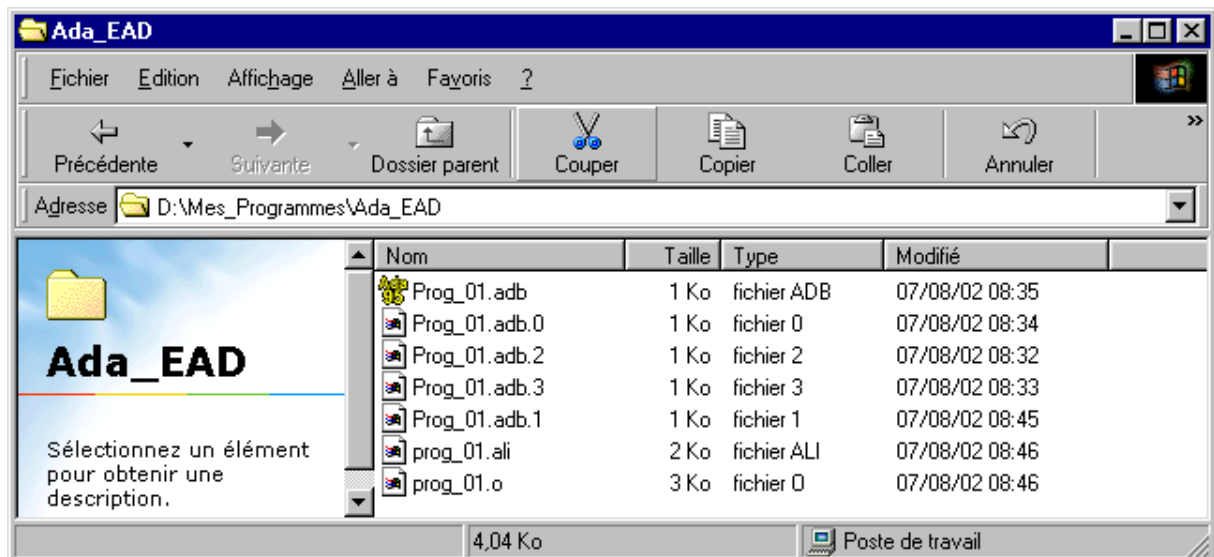 Ada_EAD
Fichier Edition Affichage Aller à Favoris ?
Précédente Suivante Dossier parent Couper Copier Coller Annuler »
Adresse D:\Mes_Programmes\Ada_EAD
Nom Taille Type Modifié
Ada 95 Prog_01.adb 1 Ko fichier ADB 07/08/02 08:35
Prog_01.adb.0 1 Ko fichier 0 07/08/02 08:34
Prog_01.adb.2 1 Ko fichier 2 07/08/02 08:32
Prog_01.adb.3 1 Ko fichier 3 07/08/02 08:33
Prog_01.adb.1 1 Ko fichier 1 07/08/02 08:45
prog_01.ali 2 Ko fichier ALI 07/08/02 08:46
prog_01.o 3 Ko fichier O 07/08/02 08:46
Ada_EAD
Sélectionnez un élément
pour obtenir une
description.
4,04 Ko Poste de travail